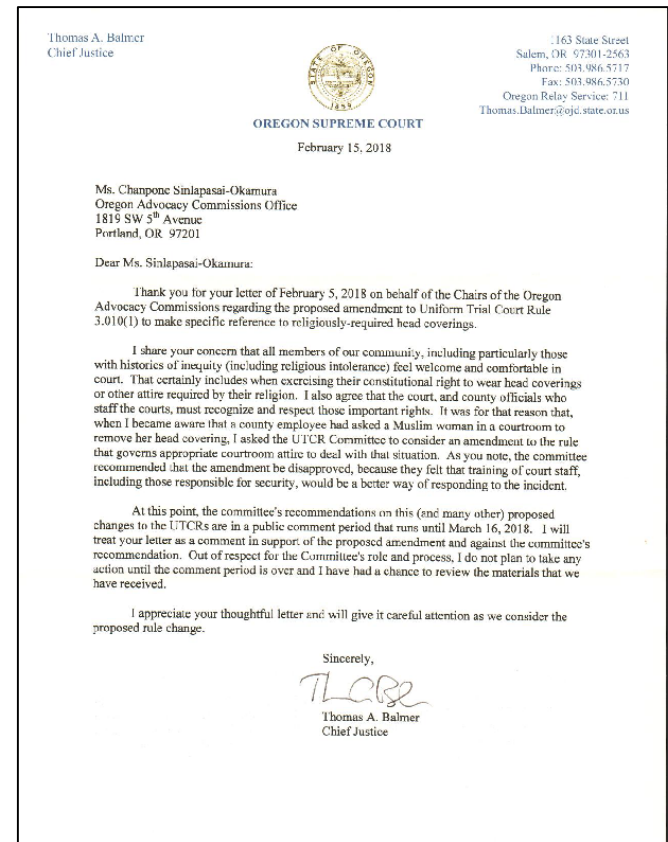 Thomas A. Balmer
Chief Justice
1163 State Street
Salem, OR 97301-2563
Phone: 503.986.5717
Fax: 503.986.5730
Oregon Relay Service: 711
Thomas.Balmer@ojd.state.or.us
STATE OF OREGON
1859
OREGON SUPREME COURT
February 15, 2018
Ms. Chanpone Sinlapasai-Okamura
Oregon Advocacy Commissions Office
1819 SW 5th Avenue
Portland, OR 97201
Dear Ms. Sinlapasai-Okamura:
Thank you for your letter of February 5, 2018 on behalf of the Chairs of the Oregon
Advocacy Commissions regarding the proposed amendment to Uniform Trial Court Rule
3.010(1) to make specific reference to religiously-required head coverings.
I share your concern that all members of our community, including particularly those
with histories of inequity (including religious intolerance) feel welcome and comfortable in
court. That certainly includes when exercising their constitutional right to wear head coverings
or other attire required by their religion. I also agree that the court, and county officials who
staff the courts, must recognize and respect those important rights. It was for that reason that,
when I became aware that a county employee had asked a Muslim woman in a courtroom to
remove her head covering, I asked the UTCR Committee to consider an amendment to the rule
that governs appropriate courtroom attire to deal with that situation. As you note, the committee
recommended that the amendment be disapproved, because they felt that training of court staff,
including those responsible for security, would be a better way of responding to the incident.
At this point, the committee's recommendations on this (and many other) proposed
changes to the UTCRs are in a public comment period that runs until March 16, 2018. I will
treat your letter as a comment in support of the proposed amendment and against the committee's
recommendation. Out of respect for the Committee's role and process, I do not plan to take any
action until the comment period is over and I have had a chance to review the materials that we
have received.
I appreciate your thoughtful letter and will give it careful attention as we consider the
proposed rule change.
Sincerely,
Thomas A. Balmer
Chief Justice